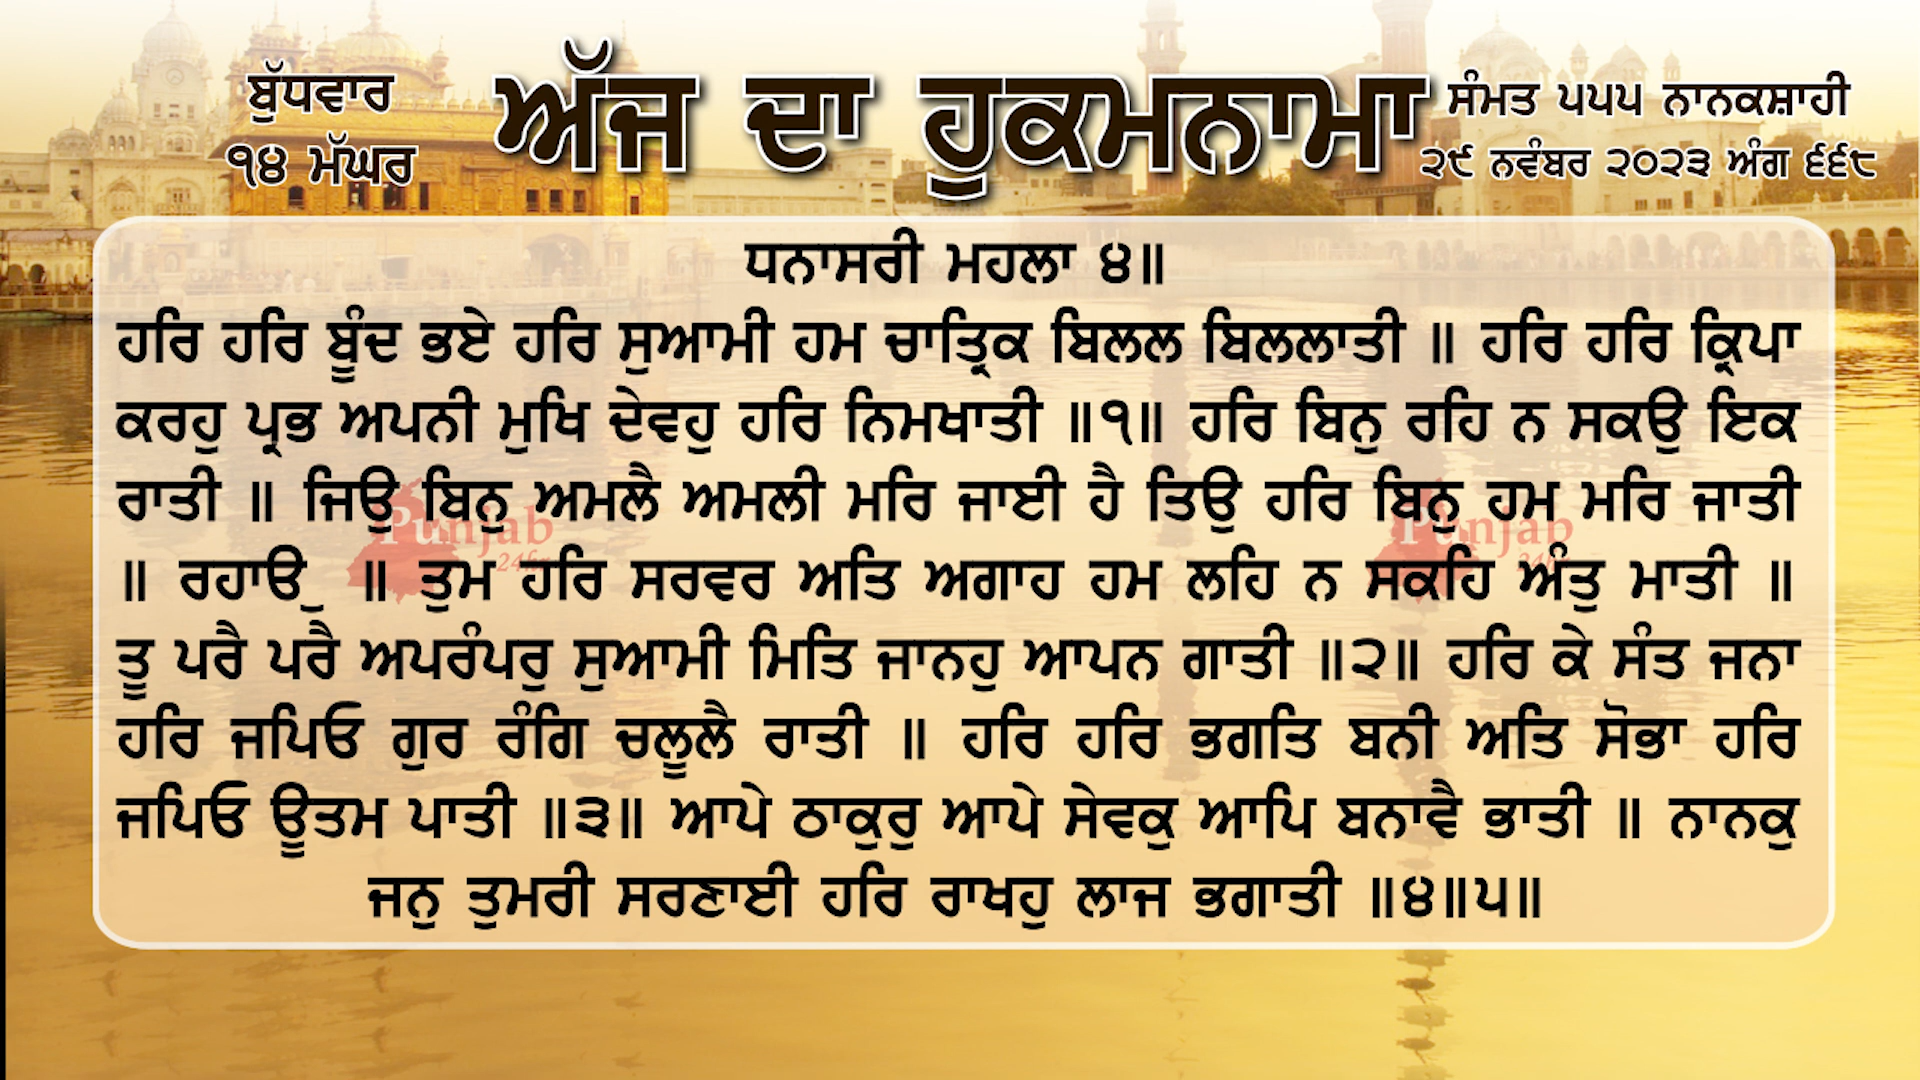 ਬੁੱਧਵਾਰ
੧੪ ਮੱਘਰ
ਅੱਜ ਦਾ ਹੁਕਮਨਾਮਾ
ਸੰਮਤ ੫੫੫ ਨਾਨਕਸ਼ਾਹੀ
੨੯ ਨਵੰਬਰ ੨੦੨੩ ਅੰਗ ੬੬੮
ਧਨਾਸਰੀ ਮਹਲਾ ੪॥
ਹਰਿ ਹਰਿ ਬੂੰਦ ਭਏ ਹਰਿ ਸੁਆਮੀ ਹਮ ਚਾਤ੍ਰਿਕ ਬਿਲਲ ਬਿਲਲਾਤੀ ॥ ਹਰਿ ਹਰਿ ਕ੍ਰਿਪਾ
ਕਰਹੁ ਪ੍ਰਭ ਅਪਨੀ ਮੁਖਿ ਦੇਵਹੁ ਹਰਿ ਨਿਮਖਾਤੀ ॥੧॥ ਹਰਿ ਬਿਨੁ ਰਹਿ ਨ ਸਕਉ ਇਕ
ਰਾਤੀ ॥ ਜਿਉ ਬਿਨੁ ਅਮਲੈ ਅਮਲੀ ਮਰਿ ਜਾਈ ਹੈ ਤਿਉ ਹਰਿ ਬਿਨੁ ਹਮ ਮਰਿ ਜਾਤੀ
॥ ਰਹਾੳ ੁ ॥ ਤੁਮ ਹਰਿ ਸਰਵਰ ਅਤਿ ਅਗਾਹ ਹਮ ਲਹਿ ਨ ਸਕਹਿ ਅੰਤੁ ਮਾਤੀ ॥
ਤੂ ਪਰੈ ਪਰੈ ਅਪਰੰਪਰੁ ਸੁਆਮੀ ਮਿਤਿ ਜਾਨਹੁ ਆਪਨ ਗਾਤੀ ॥੨॥ ਹਰਿ ਕੇ ਸੰਤ ਜਨਾ
ਹਰਿ ਜਪਿਓ ਗੁਰ ਰੰਗਿ ਚਲੂਲੈ ਰਾਤੀ ॥ ਹਰਿ ਹਰਿ ਭਗਤਿ ਬਨੀ ਅਤਿ ਸੋਭਾ ਹਰਿ
ਜਪਿਓ ਊਤਮ ਪਾਤੀ ॥੩॥ ਆਪੇ ਠਾਕੁਰੁ ਆਪੇ ਸੇਵਕੁ ਆਪਿ ਬਨਾਵੈ ਭਾਤੀ ॥ ਨਾਨਕੁ
ਜਨੁ ਤੁਮਰੀ ਸਰਣਾਈ ਹਰਿ ਰਾਖਹੁ ਲਾਜ ਭਗਾਤੀ ॥੪॥੫॥
Punjab
Punjab